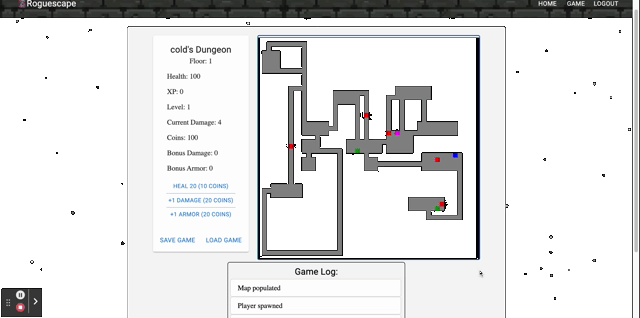 Roguescape
HOME GAME LOGOUT
cold's Dungeon
Floor: 1
Health: 100
XP: 0
Level: 1
Current Damage: 4
Coins: 100
Bonus Damage: 0
Bonus Armor: 0
HEAL 20 (10 COINS)
+1 DAMAGE (20 COINS)
+1 ARMOR (20 COINS)
SAVE GAME LOAD GAME
Game Log:
Map populated
Player spawned